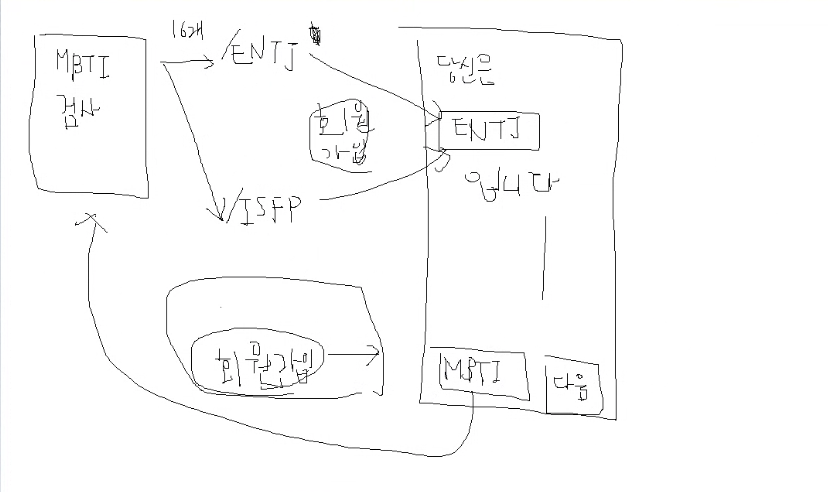 MBTI
검사
16개
/ENTJ
/ISFP
회원
가입
당신은
ENTJ
입니다
회원가입
MBTI
다음